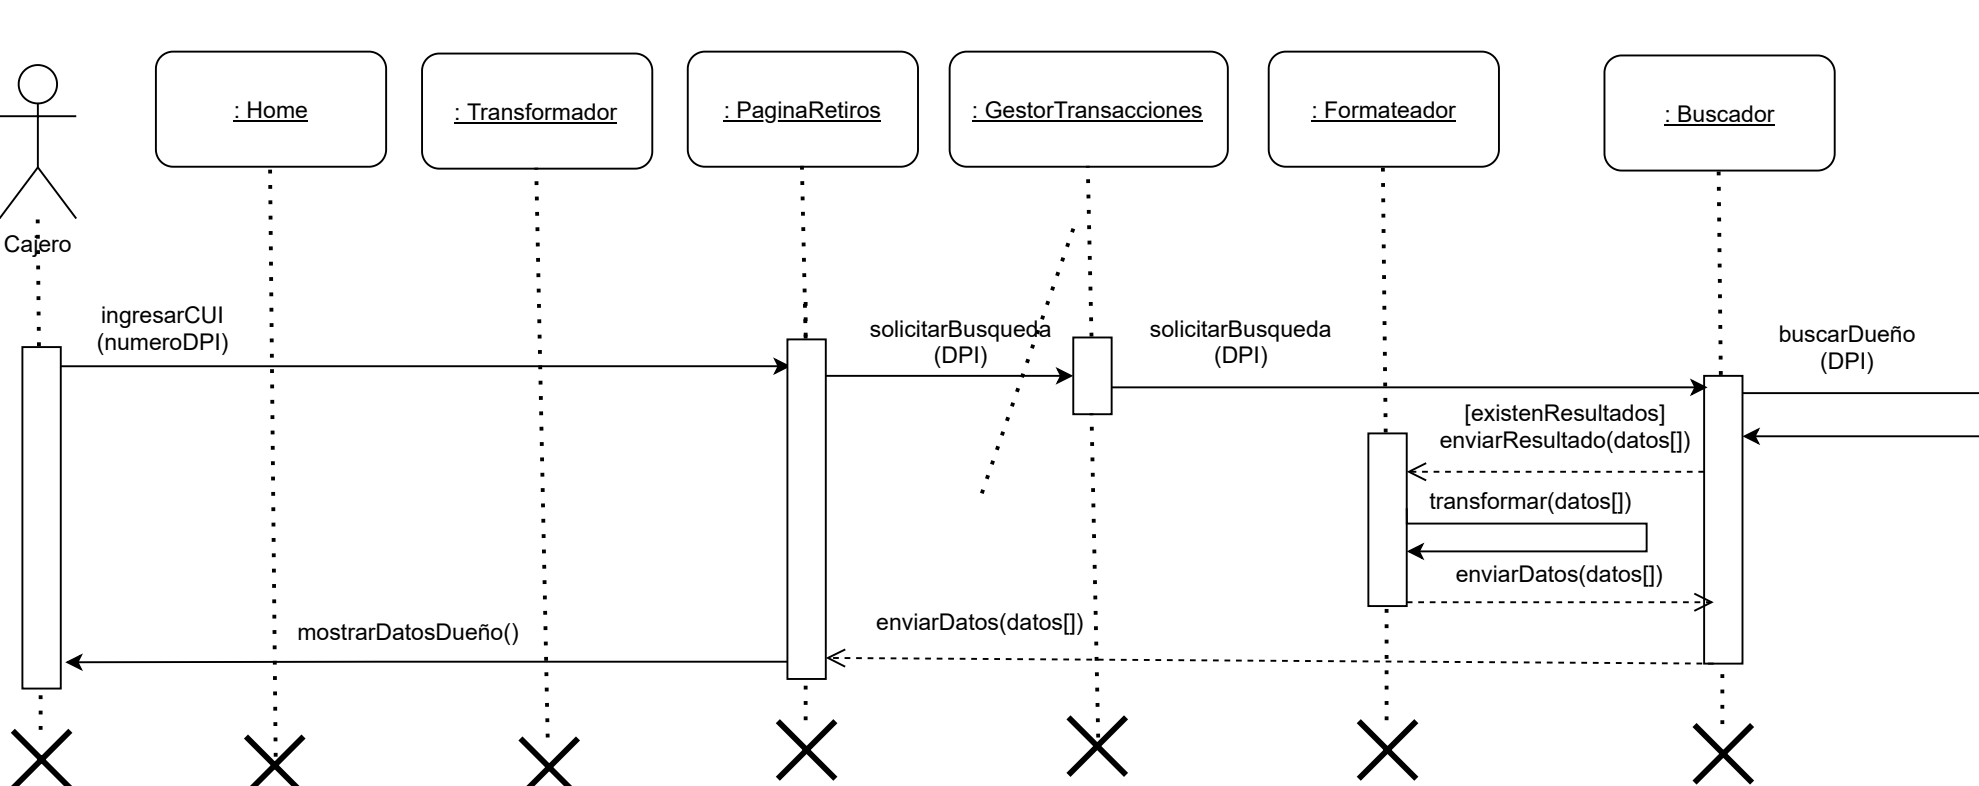 : Home
: Transformador
: PaginaRetiros
: GestorTransacciones
: Formateador
: Buscador
Cajero
ingresarCUI
(numeroDPI)
solicitarBusqueda
(DPI)
solicitarBusqueda
(DPI)
buscarDueño
(DPI)
[existenResultados]
enviarResultado(datos[])
transformar(datos[])
enviarDatos(datos[])
enviarDatos(datos[])
mostrarDatosDueño()